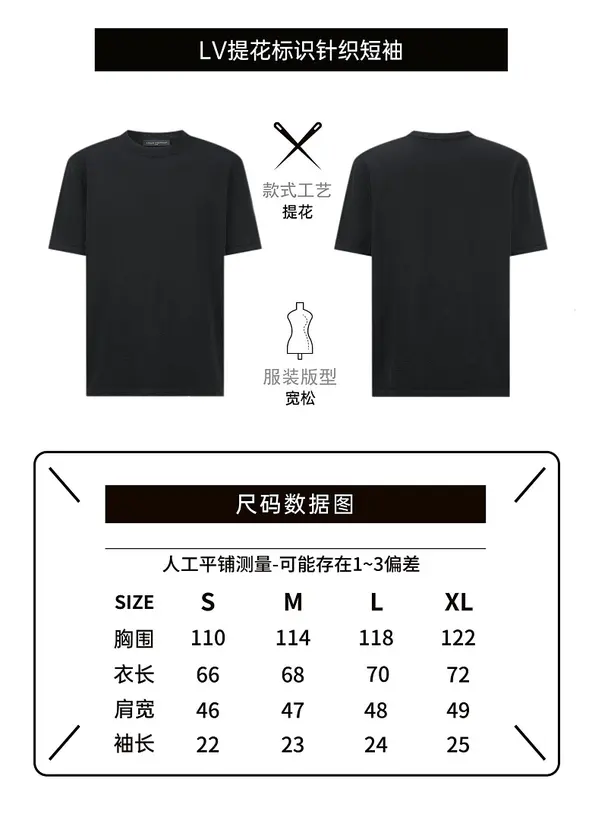 LV提花标识针织短袖
款式工艺
提花
服装版型
宽松
尺码数据图
人工平铺测量-可能存在1~3偏差
SIZE S M L XL
胸围 110 114 118 122
衣长 66 68 70 72
肩宽 46 47 48 49
袖长 22 23 24 25